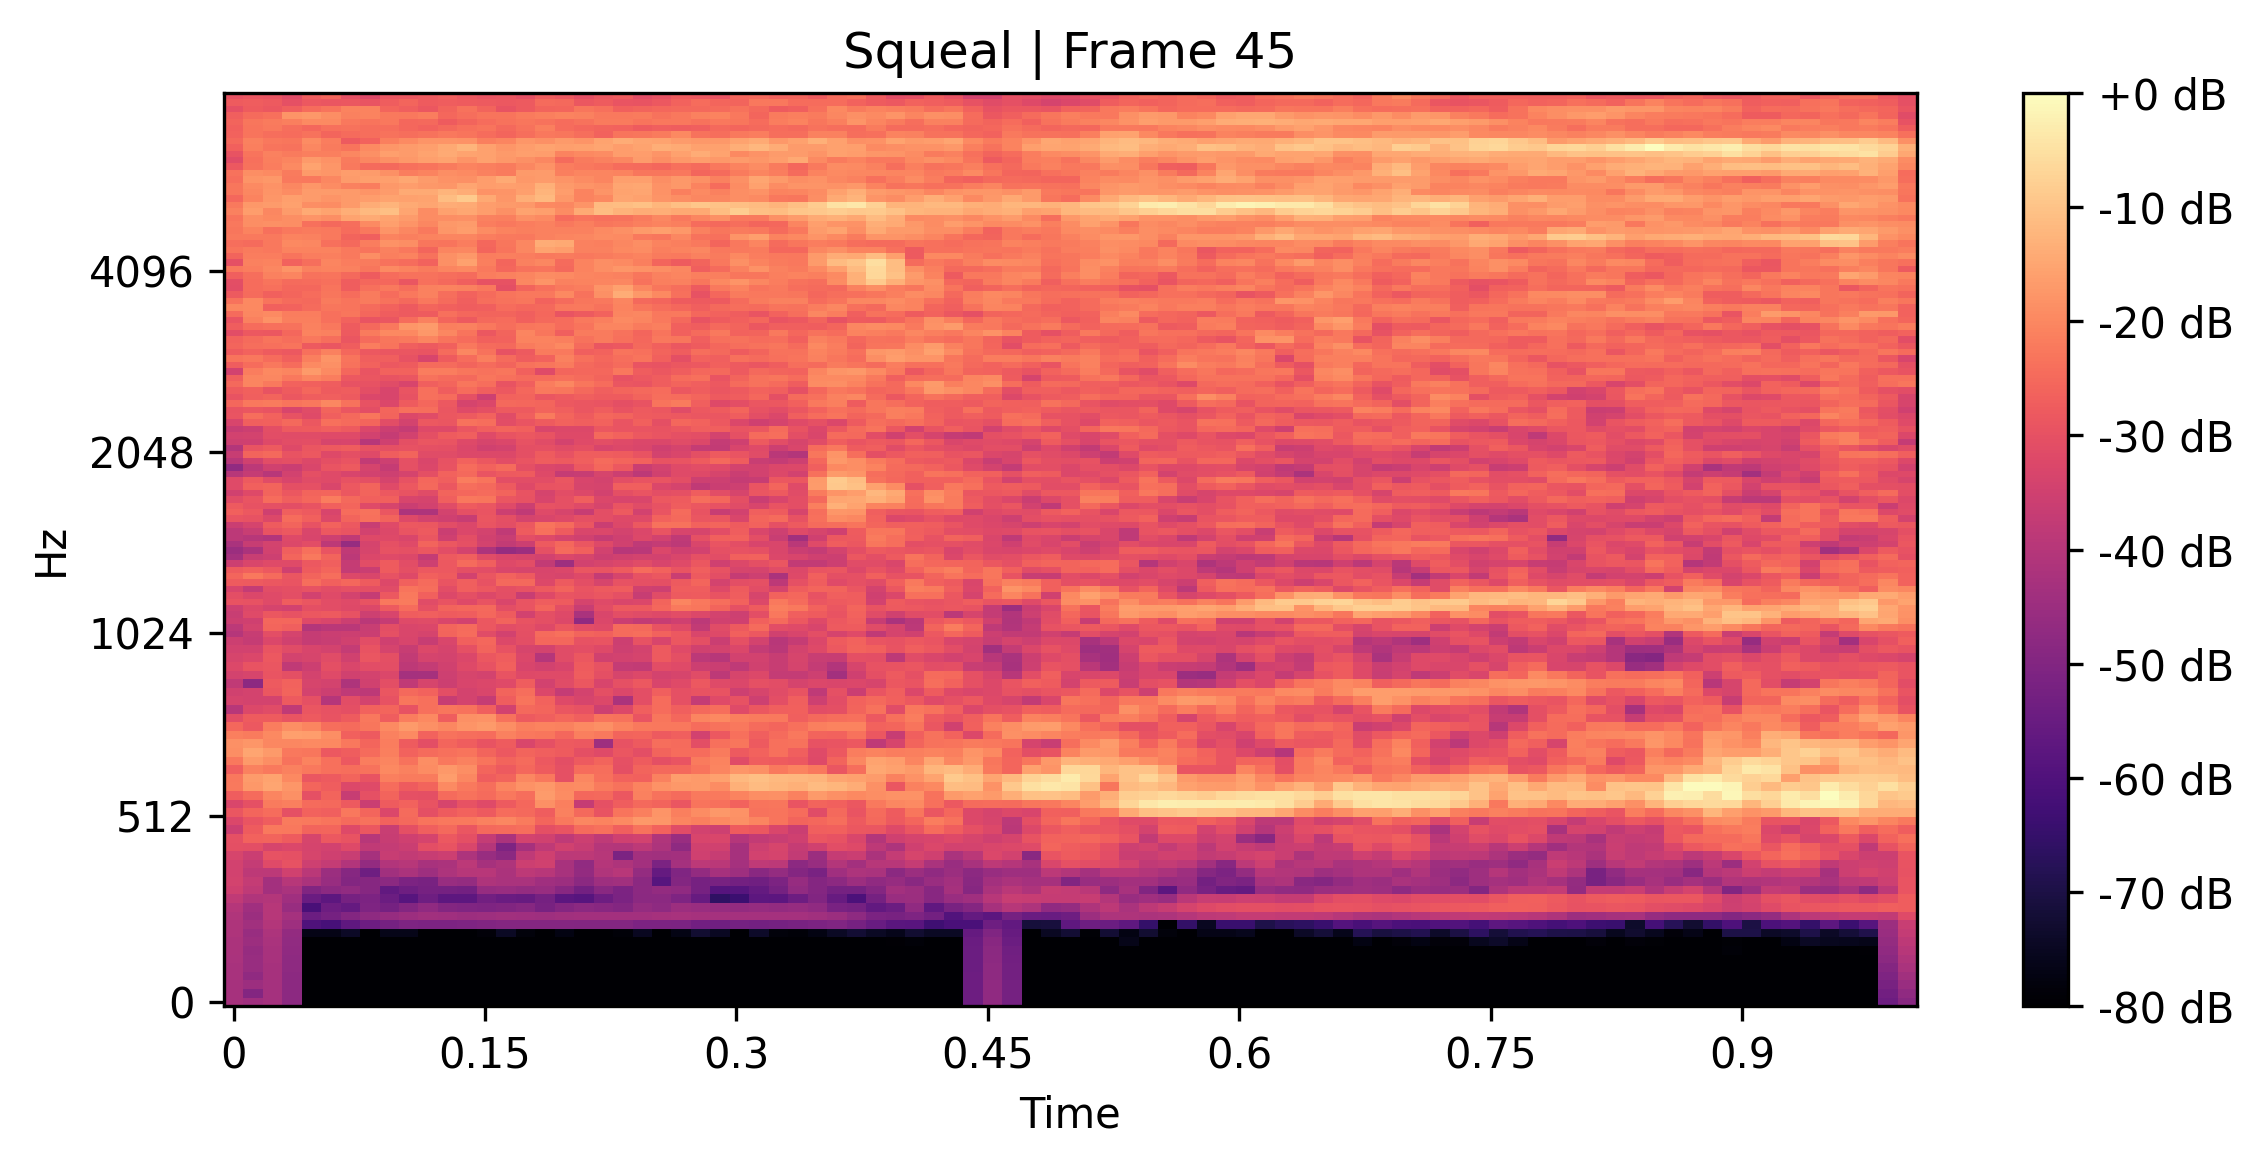 Squeal | Frame 45
+0 dB
-10 dB
-20 dB
-30 dB
-40 dB
-50 dB
-60 dB
-70 dB
-80 dB
Hz
4096
2048
1024
512
0
0 0.15 0.3 0.45 0.6 0.75 0.9
Time